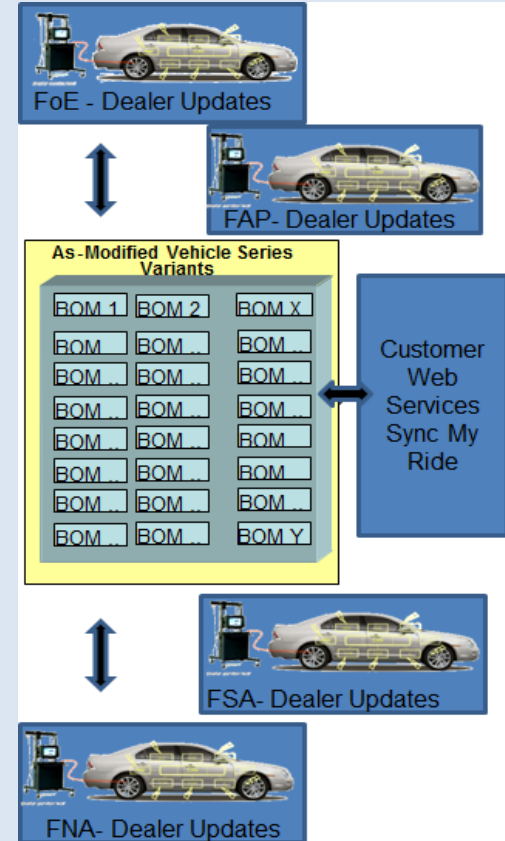 FoE - Dealer Updates
FAP- Dealer Updates
As-Modified Vehicle Series
Variants
BOM 1 BOM 2 BOM X
BOM BOM .. BOM ..
BOM .. BOM .. BOM ..
BOM .. BOM .. BOM ..
BOM .. BOM .. BOM
BOM .. BOM .. BOM
BOM .. BOM .. BOM ..
BOM .. BOM .. BOM Y
Customer
Web
Services
Sync My
Ride
FSA- Dealer Updates
FNA- Dealer Updates